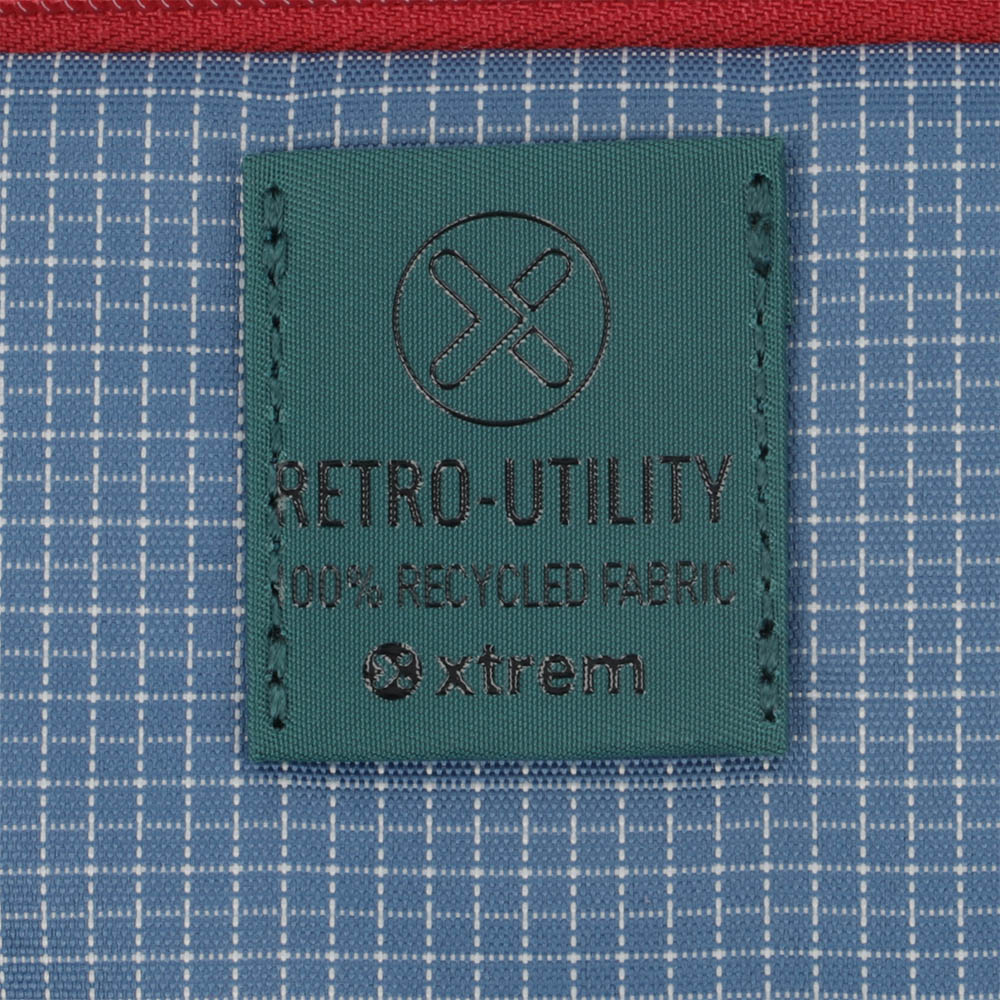 RETRO-UTILITY
100% RECYCLED FABRIC
xtrem